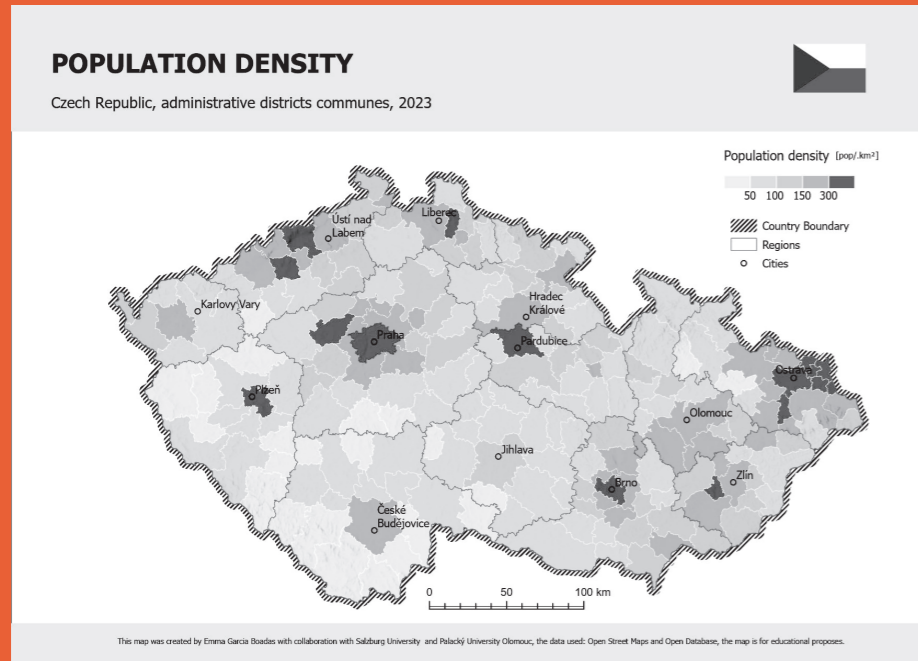 POPULATION DENSITY
Czech Republic, administrative districts communes, 2023
Population density [pop/.km²]
50 100 150 300
Country Boundary
Regions
Cities
Liberec
Ústí nad
Labem
Karlovy Vary
Hradec
Králové
Praha
Pardubice
Ostrava
Plzeň
Olomouc
Jihlava
Zlín
Brno
České
Budějovice
0 50 100 km
This map was created by Emma Garcia Boadas with collaboration with Salzburg University and Palacký University Olomouc, the data used: Open Street Maps and Open Database, the map is for educational proposes.